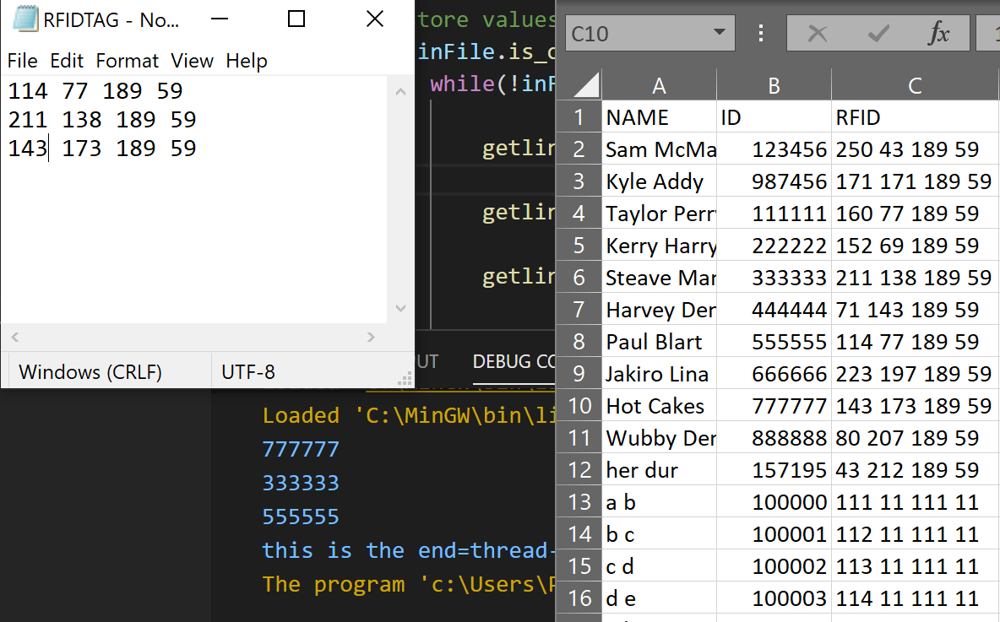 RFIDTAG - No...
File Edit Format View Help
114 77 189 59
211 138 189 59
143 173 189 59
Windows (CRLF) UTF-8
tore values
inFile.is_
while(!inF
getlin
getlin
getlin
UT DEBUG CO
Loaded 'C:\MinGW\bin\li
777777
333333
555555
this is the end=thread-
The program 'c:\Users\
C10 fx
A B C
1 NAME ID RFID
2 Sam McMa 123456 250 43 189 59
3 Kyle Addy 987456 171 171 189 59
4 Taylor Perry 111111 160 77 189 59
5 Kerry Harry 222222 152 69 189 59
6 Steave Mar 333333 211 138 189 59
7 Harvey Der 444444 71 143 189 59
8 Paul Blart 555555 114 77 189 59
9 Jakiro Lina 666666 223 197 189 59
10 Hot Cakes 777777 143 173 189 59
11 Wubby Der 888888 80 207 189 59
12 her dur 157195 43 212 189 59
13 a b 100000 111 11 111 11
14 b c 100001 112 11 111 11
15 c d 100002 113 11 111 11
16 d e 100003 114 11 111 11